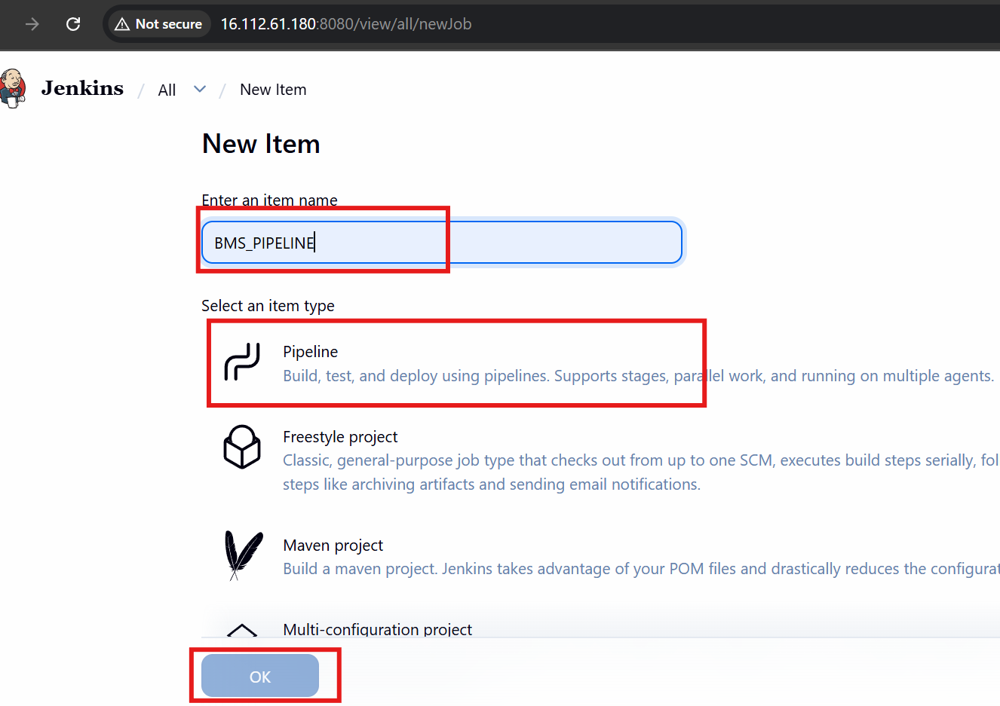 Not secure 16.112.61.180:8080/view/all/newJob
Jenkins / All / New Item
New Item
Enter an item name
BMS_PIPELINE
Select an item type
Pipeline
Build, test, and deploy using pipelines. Supports stages, parallel work, and running on multiple agents.
Freestyle project
Classic, general-purpose job type that checks out from up to one SCM, executes build steps serially, fol
steps like archiving artifacts and sending email notifications.
Maven project
Build a maven project. Jenkins takes advantage of your POM files and drastically reduces the configurat
Multi-configuration project
OK